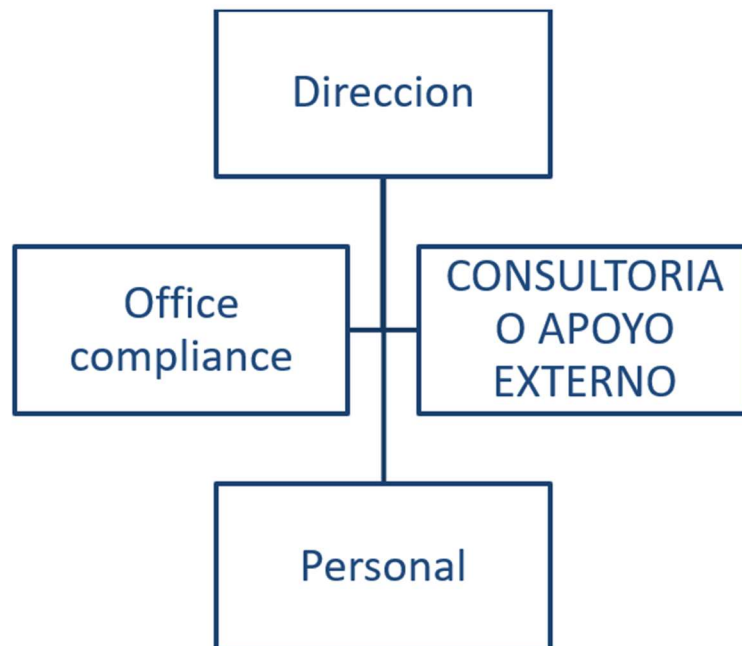 Direccion
Office
compliance
CONSULTORIA
O APOYO
EXTERNO
Personal